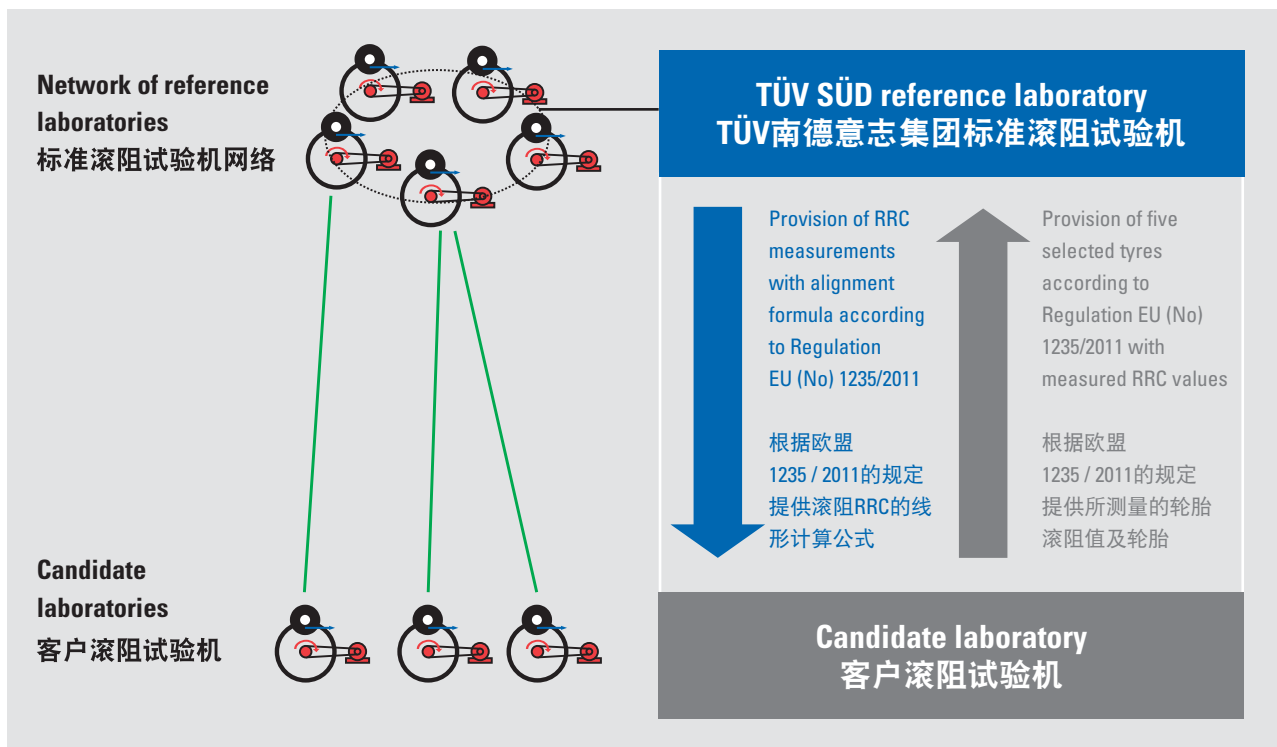 Network of reference
laboratories
标准滚阻试验机网络
TÜV SÜD reference laboratory
TÜV南德意志集团标准滚阻试验机
Provision of RRC
measurements
with alignment
formula according
to Regulation
EU (No) 1235/2011
根据欧盟
1235 / 2011的规定
提供滚阻RRC的线
形计算公式
Provision of five
selected tyres
according to
Regulation EU (No)
1235/2011 with
measured RRC values
根据欧盟
1235 / 2011的规定
提供所测量的轮胎
滚阻值及轮胎
Candidate
laboratories
客户滚阻试验机
Candidate laboratory
客户滚阻试验机